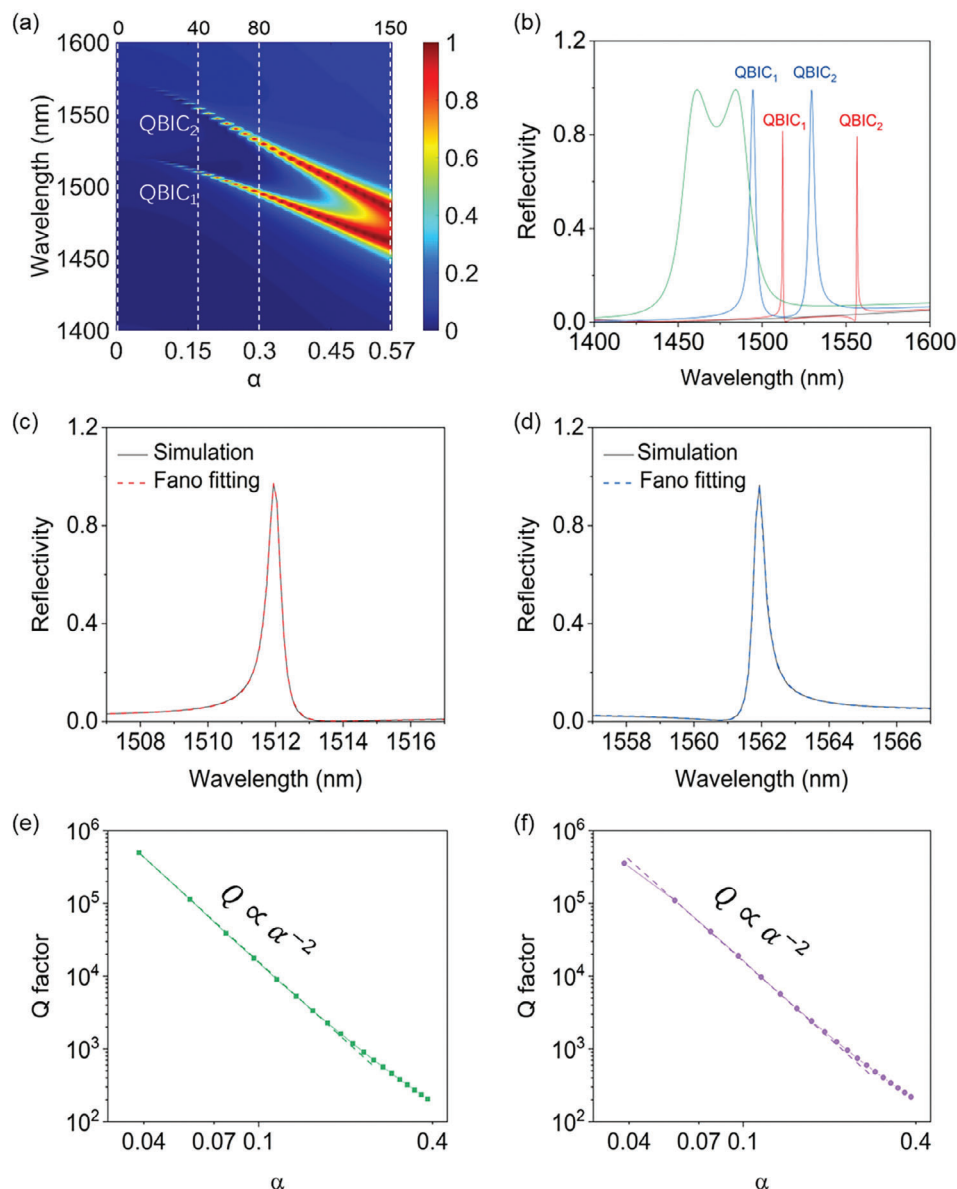 (a)
0 40 80 150
1600
1550
1500
1450
1400
Wavelength (nm)
QBIC2
QBIC1
0 0.15 0.3 0.45 0.57
α
1
0.8
0.6
0.4
0.2
0
(b)
1.2
0.8
0.4
0.0
Reflectivity
QBIC1 QBIC2
QBIC1 QBIC2
1400 1450 1500 1550 1600
Wavelength (nm)
(c)
1.2
0.8
0.4
0.0
Reflectivity
Simulation
Fano fitting
1508 1510 1512 1514 1516
Wavelength (nm)
(d)
1.2
0.8
0.4
0.0
Reflectivity
Simulation
Fano fitting
1558 1560 1562 1564 1566
Wavelength (nm)
(e)
10^6
10^5
10^4
10^3
10^2
Q factor
Q ∝ α^−2
0.04 0.07 0.1 0.4
α
(f)
10^6
10^5
10^4
10^3
10^2
Q factor
Q ∝ α^−2
0.04 0.1 0.4
α